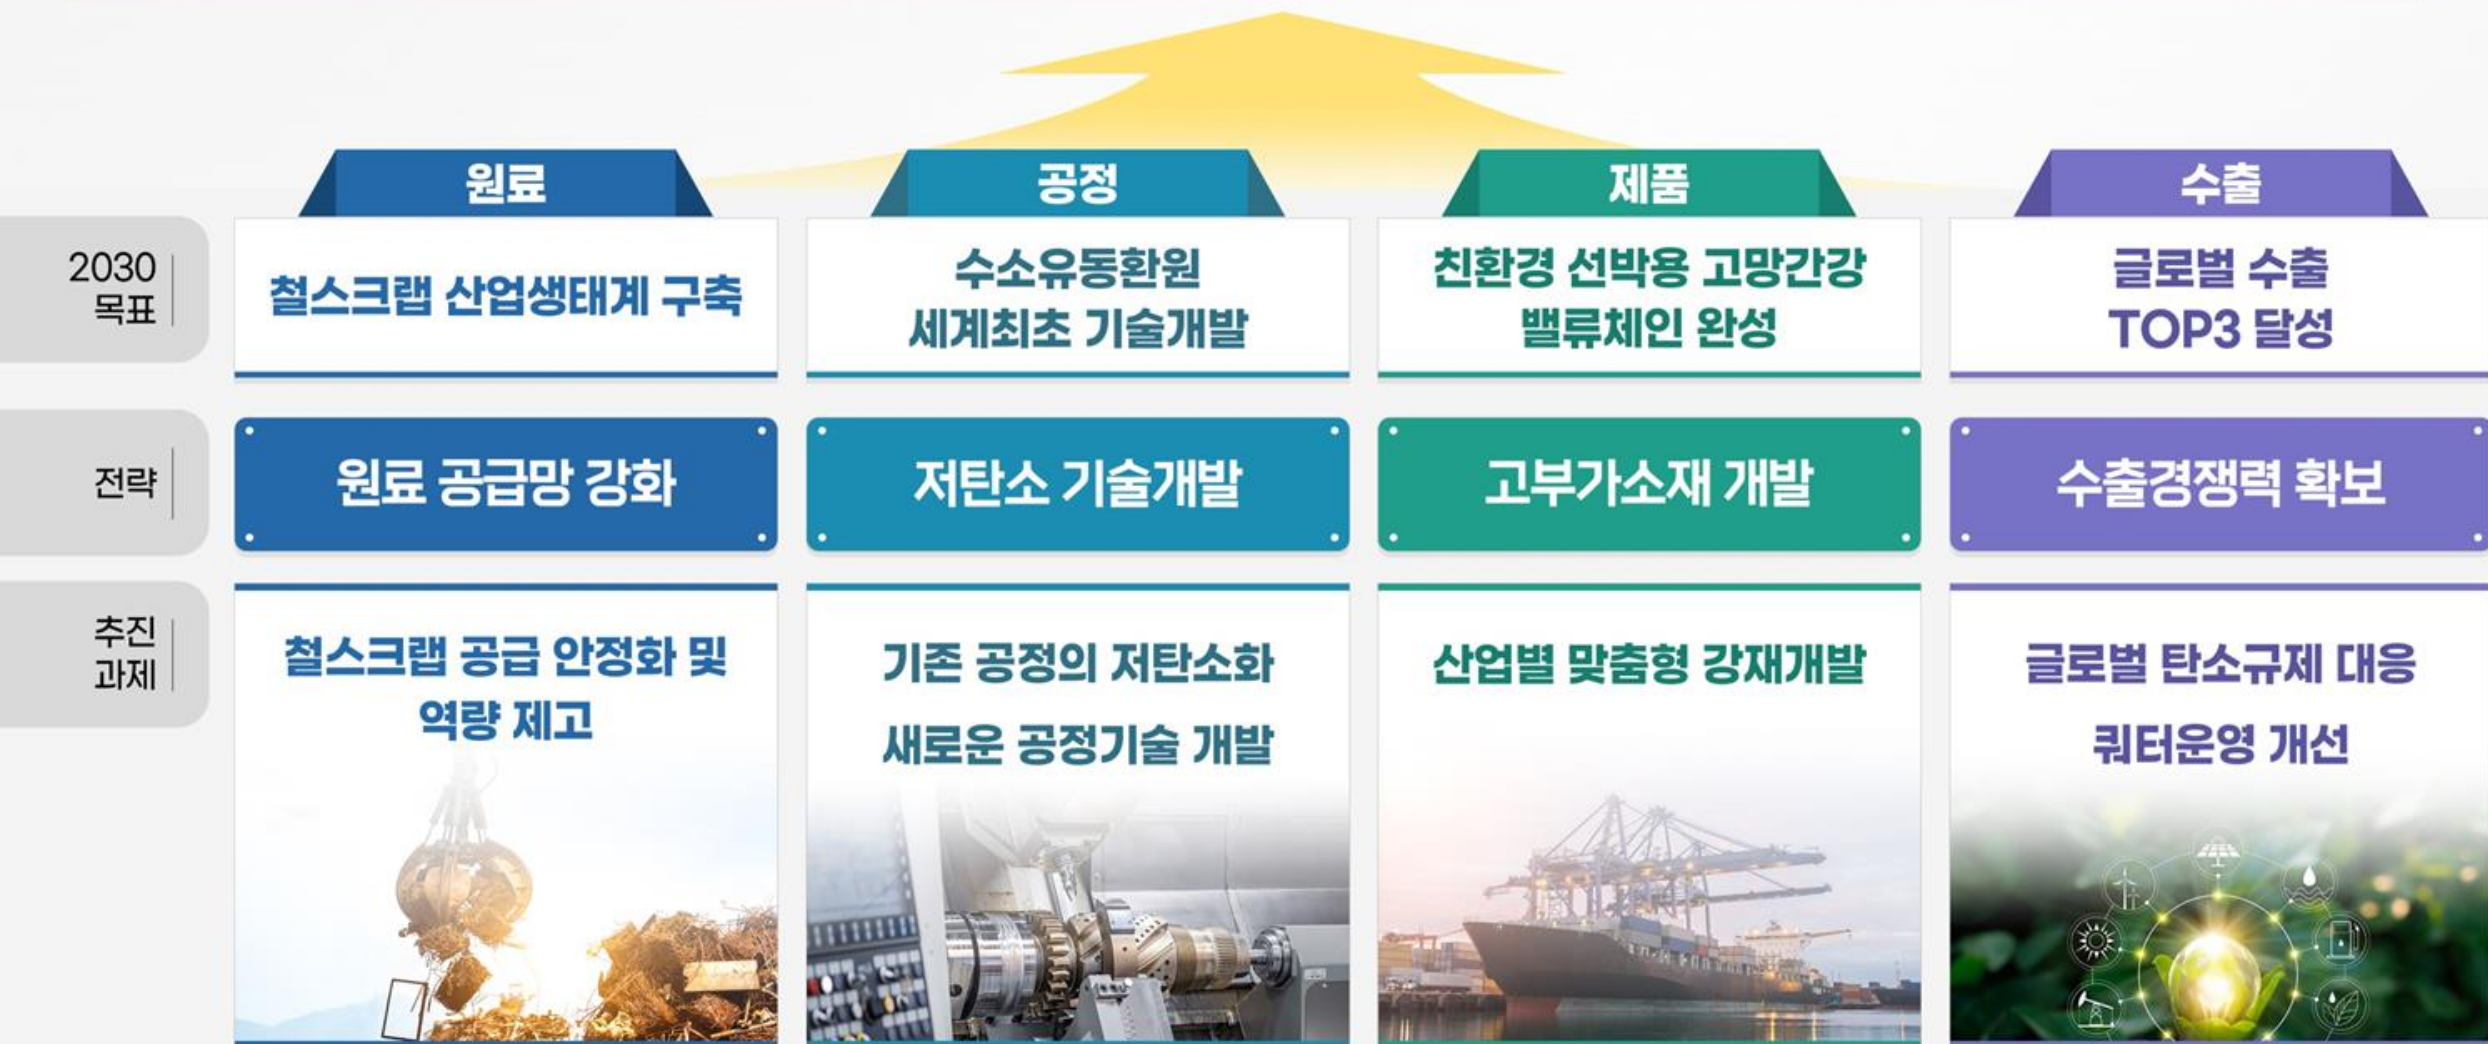 원료
공정
제품
수출
2030
목표
철스크랩 산업생태계 구축
수소유동환원
세계최초 기술개발
친환경 선박용 고망간강
밸류체인 완성
글로벌 수출
TOP3 달성
전략
원료 공급망 강화
저탄소 기술개발
고부가소재 개발
수출경쟁력 확보
추진
과제
철스크랩 공급 안정화 및
역량 제고
기존 공정의 저탄소화
새로운 공정기술 개발
산업별 맞춤형 강재개발
글로벌 탄소규제 대응
쿼터운영 개선